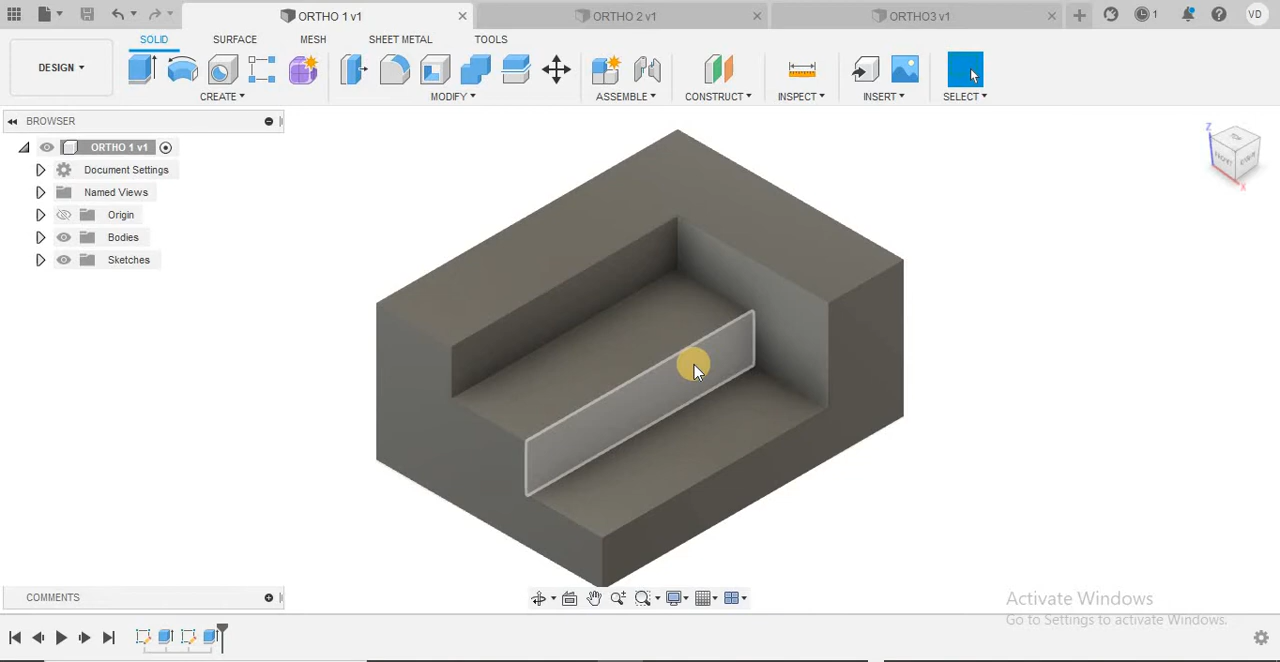 ORTHO 1 v1
ORTHO 2 v1
ORTHO3 v1
1
VD
SOLID
SURFACE
MESH
SHEET METAL
TOOLS
DESIGN
CREATE
MODIFY
ASSEMBLE
CONSTRUCT
INSPECT
INSERT
SELECT
BROWSER
ORTHO 1 v1
Document Settings
Named Views
Origin
Bodies
Sketches
Z
TOP
X
COMMENTS
Activate Windows
Go to Settings to activate Windows.